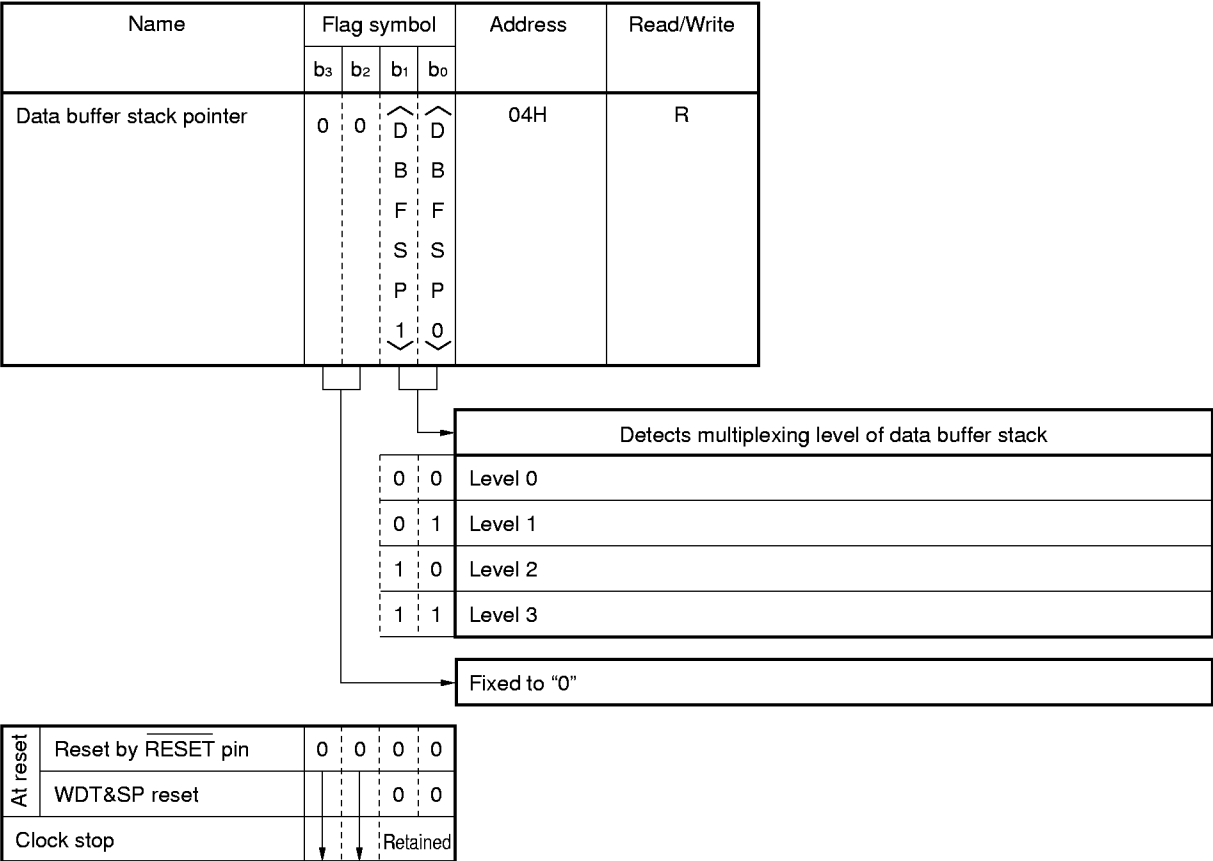 Name Flag symbol Address Read/Write
b3 b2 b1 b0
Data buffer stack pointer 0 0 〈DBFSP1〉 〈DBFSP0〉 04H R
Detects multiplexing level of data buffer stack
0 0 Level 0
0 1 Level 1
1 0 Level 2
1 1 Level 3
Fixed to “0”
At reset
Reset by RESET pin 0 0 0 0
WDT&SP reset 0 0
Clock stop Retained